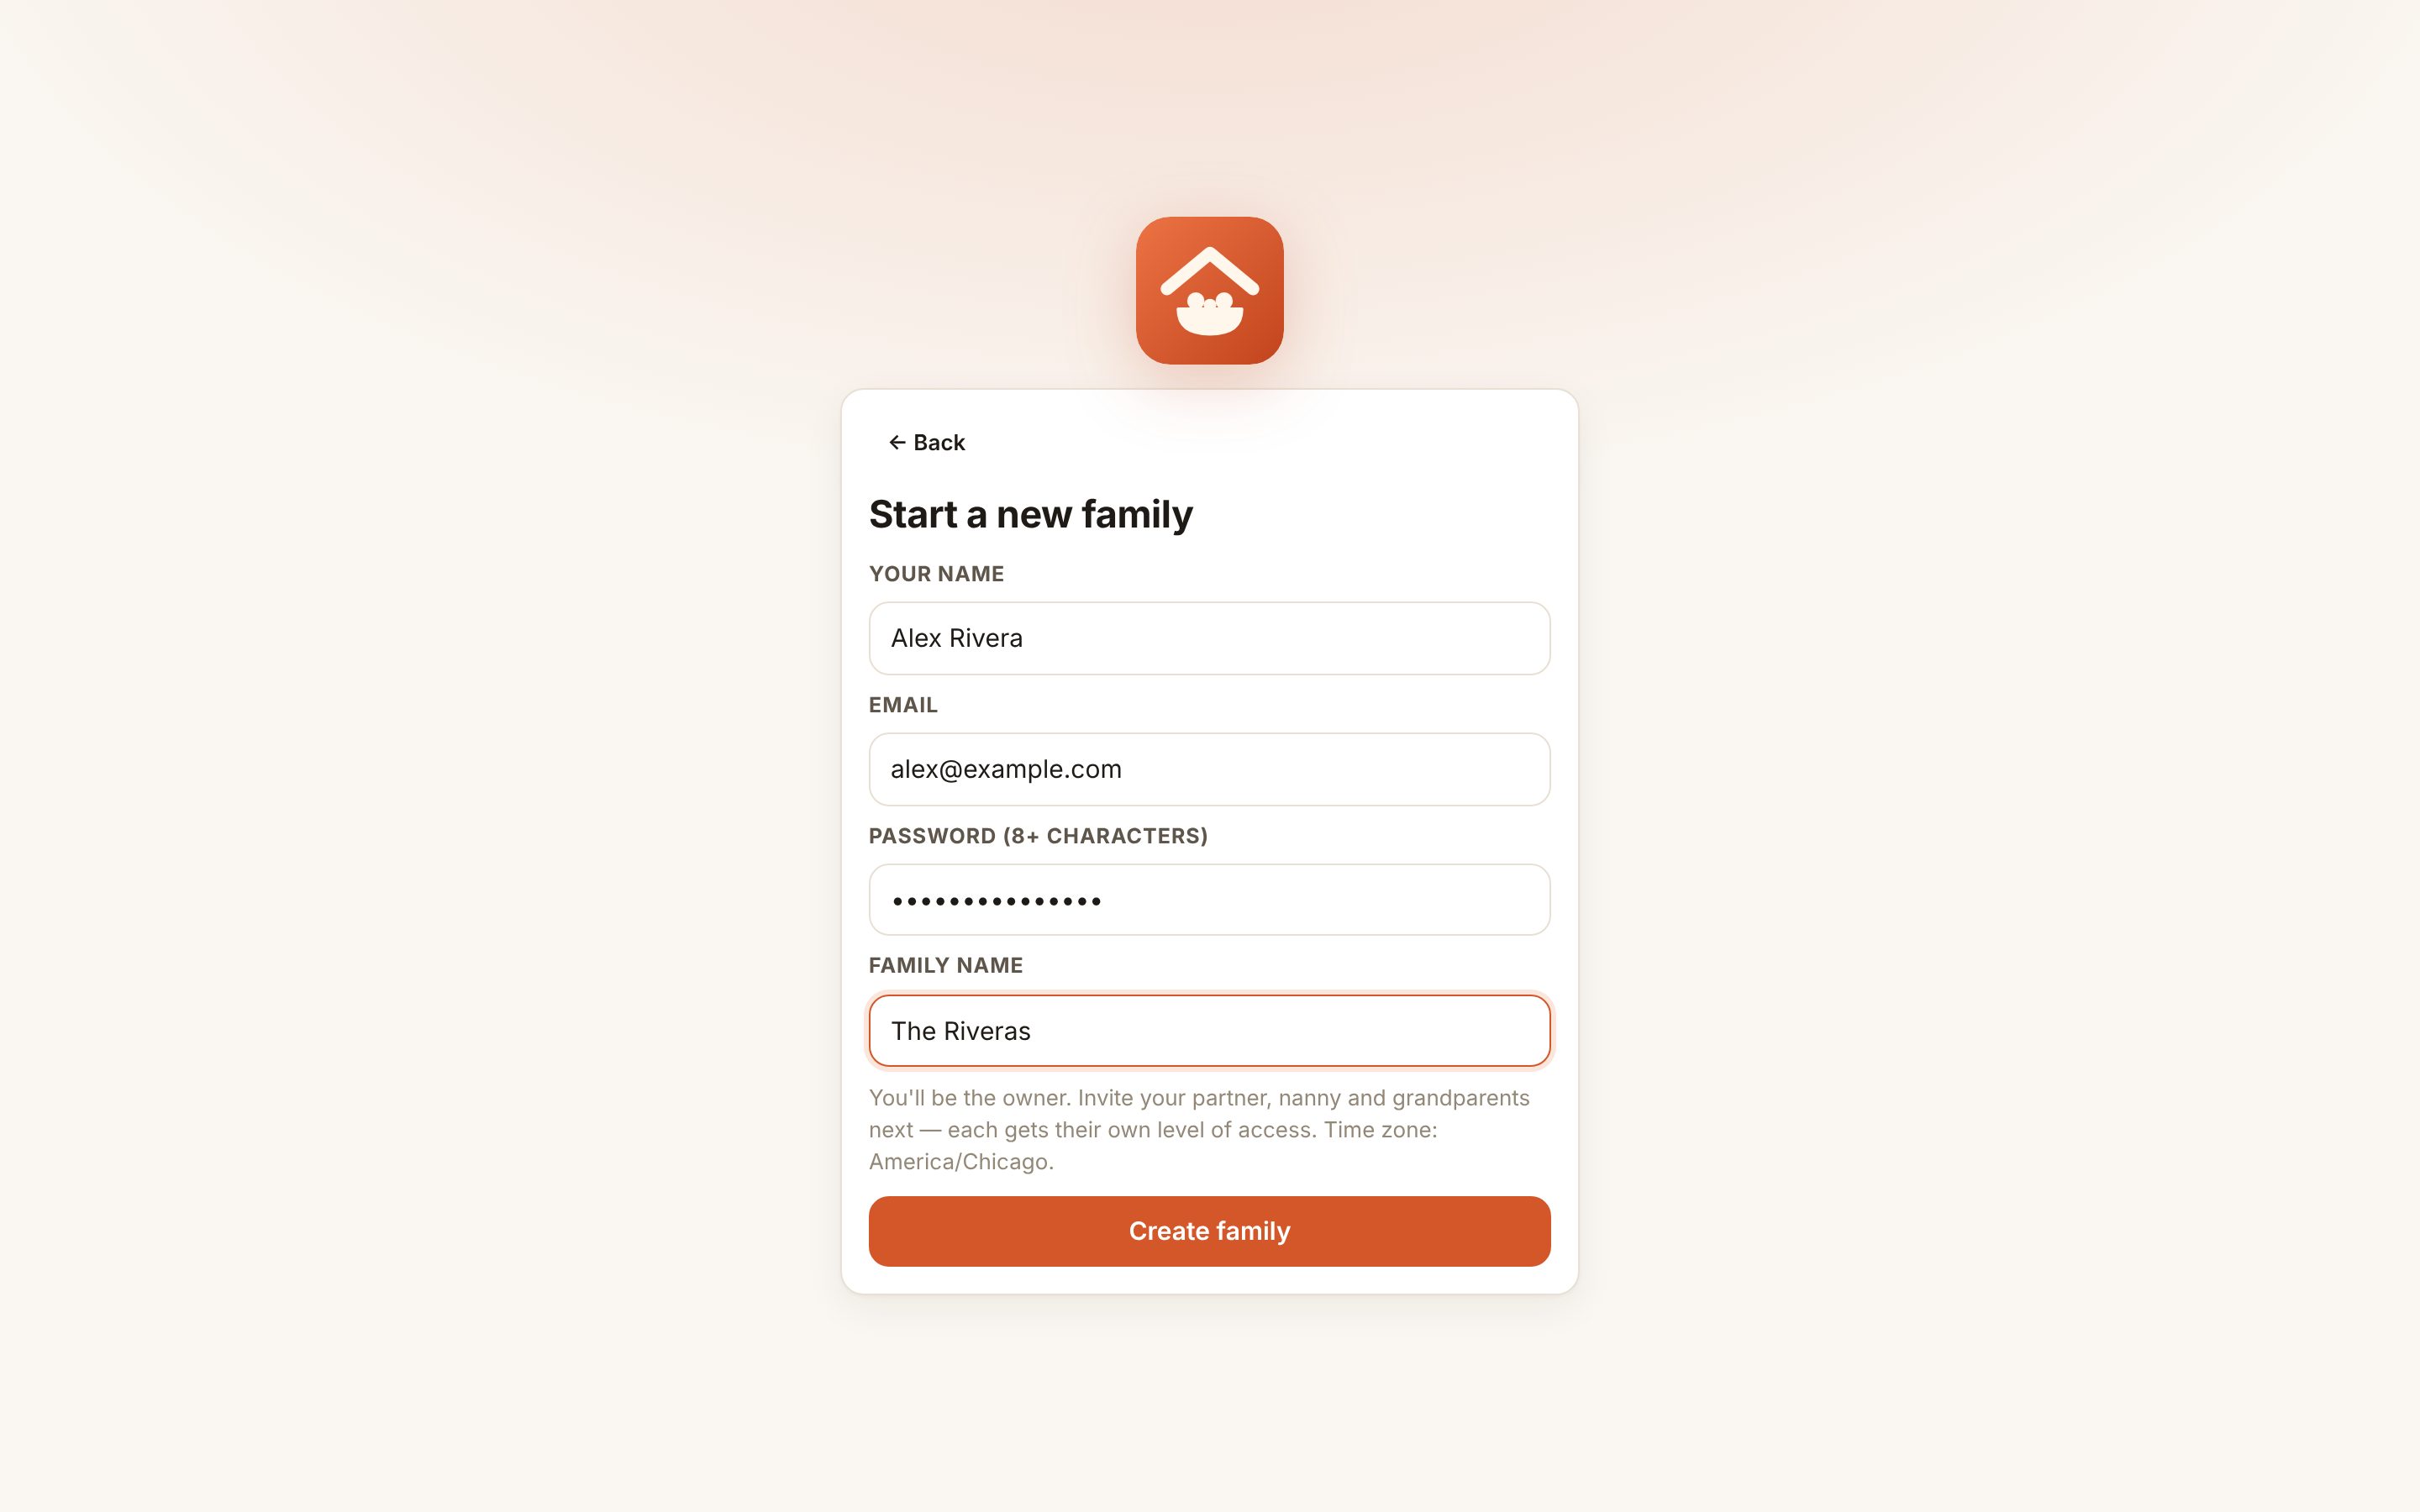 ← Back
Start a new family
YOUR NAME
Alex Rivera
EMAIL
alex@example.com
PASSWORD (8+ CHARACTERS)
•••••••••••••••
FAMILY NAME
The Riveras
You'll be the owner. Invite your partner, nanny and grandparents
next — each gets their own level of access. Time zone:
America/Chicago.
Create family